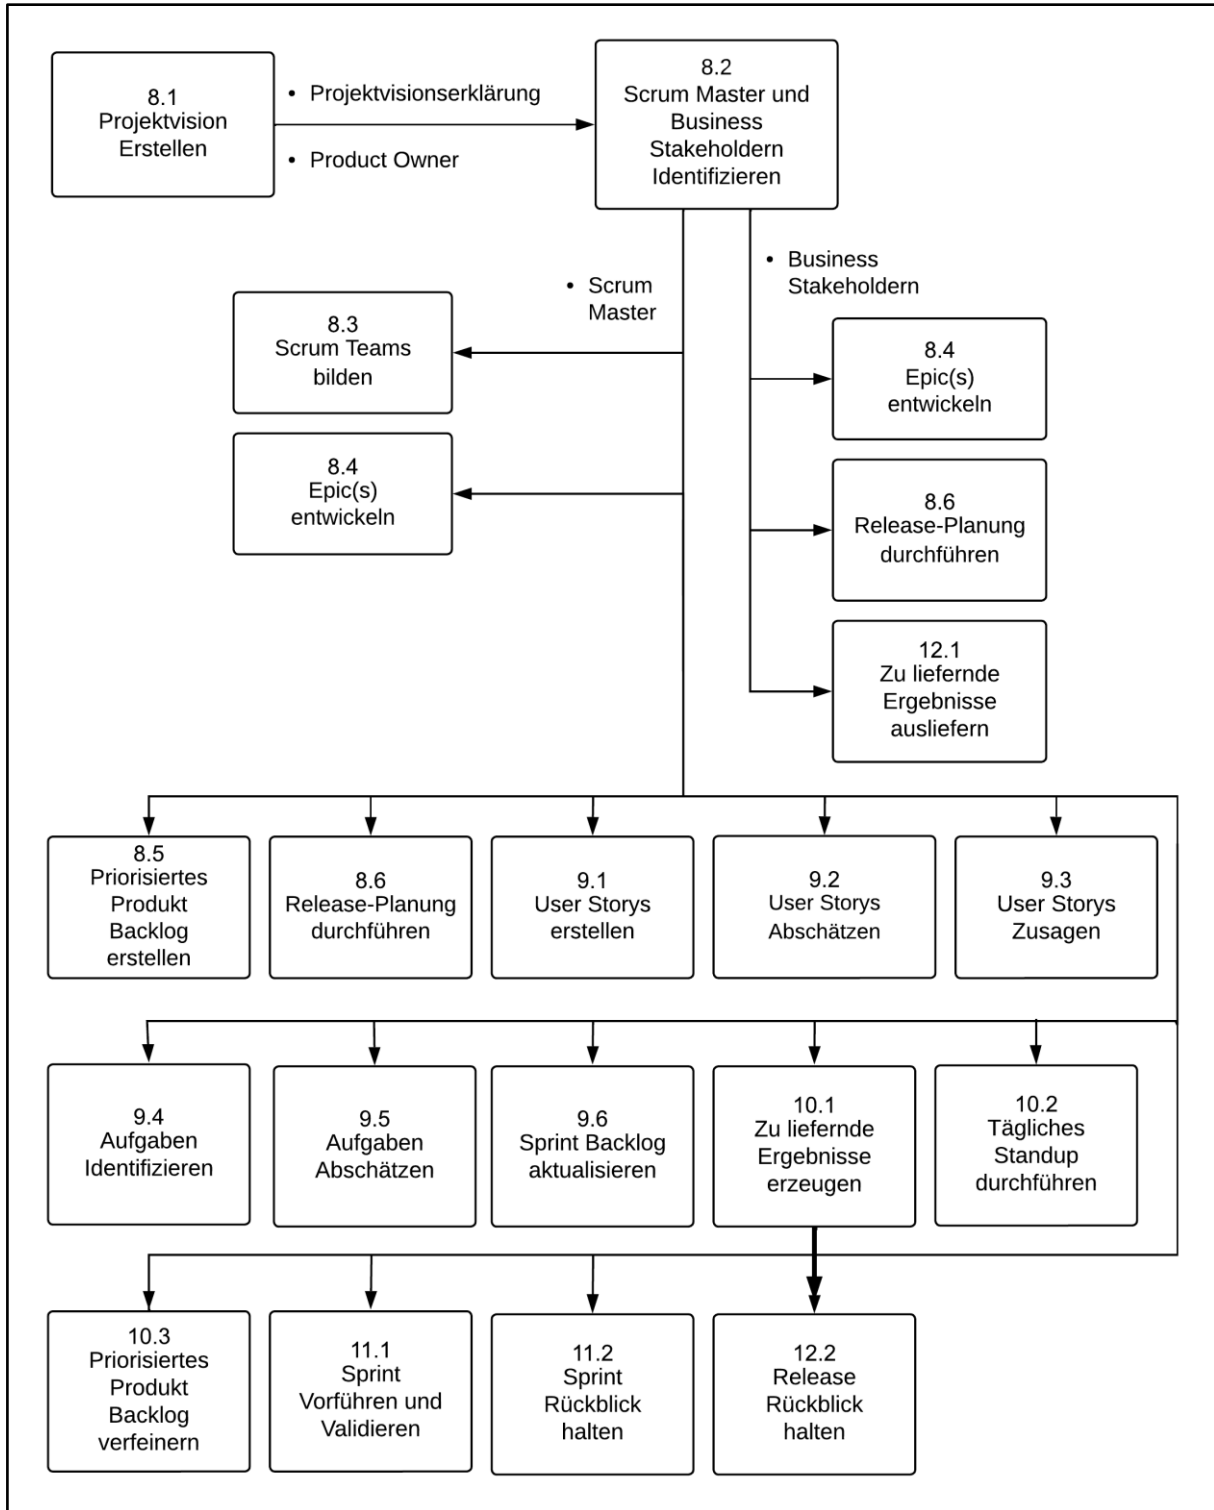 8.1
Projektvision
Erstellen
• Projektvisionserklärung
• Product Owner
8.2
Scrum Master und
Business
Stakeholdern
Identifizieren
• Scrum
Master
• Business
Stakeholdern
8.3
Scrum Teams
bilden
8.4
Epic(s)
entwickeln
8.4
Epic(s)
entwickeln
8.6
Release-Planung
durchführen
12.1
Zu liefernde
Ergebnisse
ausliefern
8.5
Priorisiertes
Produkt
Backlog
erstellen
8.6
Release-Planung
durchführen
9.1
User Storys
erstellen
9.2
User Storys
Abschätzen
9.3
User Storys
Zusagen
9.4
Aufgaben
Identifizieren
9.5
Aufgaben
Abschätzen
9.6
Sprint Backlog
aktualisieren
10.1
Zu liefernde
Ergebnisse
erzeugen
10.2
Tägliches
Standup
durchführen
10.3
Priorisiertes
Produkt
Backlog
verfeinern
11.1
Sprint
Vorführen und
Validieren
11.2
Sprint
Rückblick
halten
12.2
Release
Rückblick
halten